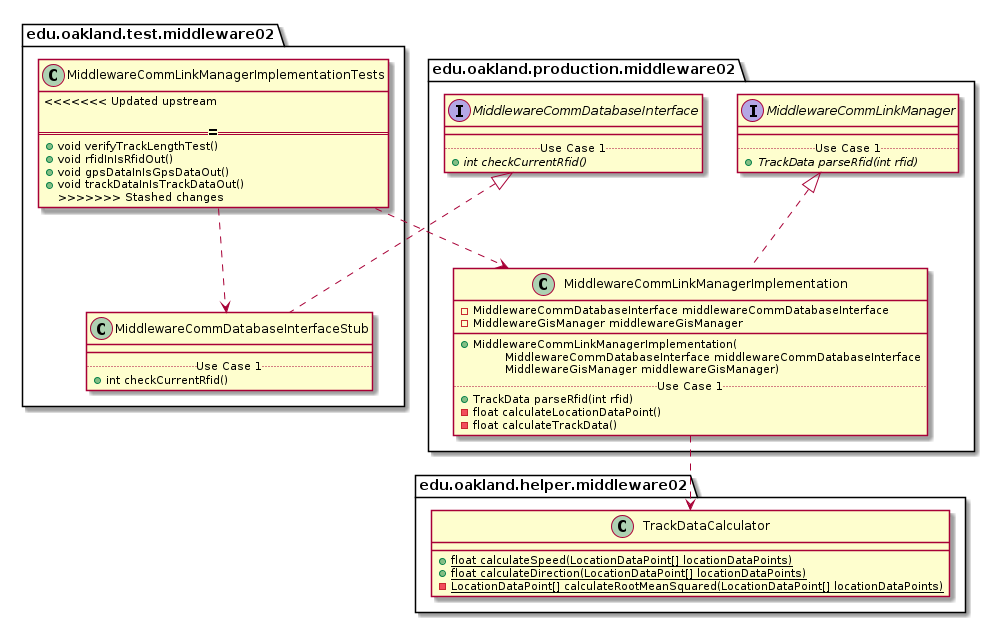 edu.oakland.test.middleware02
C MiddlewareCommLinkManagerImplementationTests
<<<<<<< Updated upstream
=
void verifyTrackLengthTest()
void rfidInIsRfidOut()
void gpsDataInIsGpsDataOut()
void trackDataInIsTrackDataOut()
>>>>>>> Stashed changes
C MiddlewareCommDatabaseInterfaceStub
Use Case 1
int checkCurrentRfid()
edu.oakland.production.middleware02
I MiddlewareCommDatabaseInterface
Use Case 1
int checkCurrentRfid()
I MiddlewareCommLinkManager
Use Case 1
TrackData parseRfid(int rfid)
C MiddlewareCommLinkManagerImplementation
MiddlewareCommDatabaseInterface middlewareCommDatabaseInterface
MiddlewareGisManager middlewareGisManager
MiddlewareCommLinkManagerImplementation(
MiddlewareCommDatabaseInterface middlewareCommDatabaseInterface
MiddlewareGisManager middlewareGisManager)
Use Case 1
TrackData parseRfid(int rfid)
float calculateLocationDataPoint()
float calculateTrackData()
edu.oakland.helper.middleware02
C TrackDataCalculator
float calculateSpeed(LocationDataPoint[] locationDataPoints)
float calculateDirection(LocationDataPoint[] locationDataPoints)
LocationDataPoint[] calculateRootMeanSquared(LocationDataPoint[] locationDataPoints)